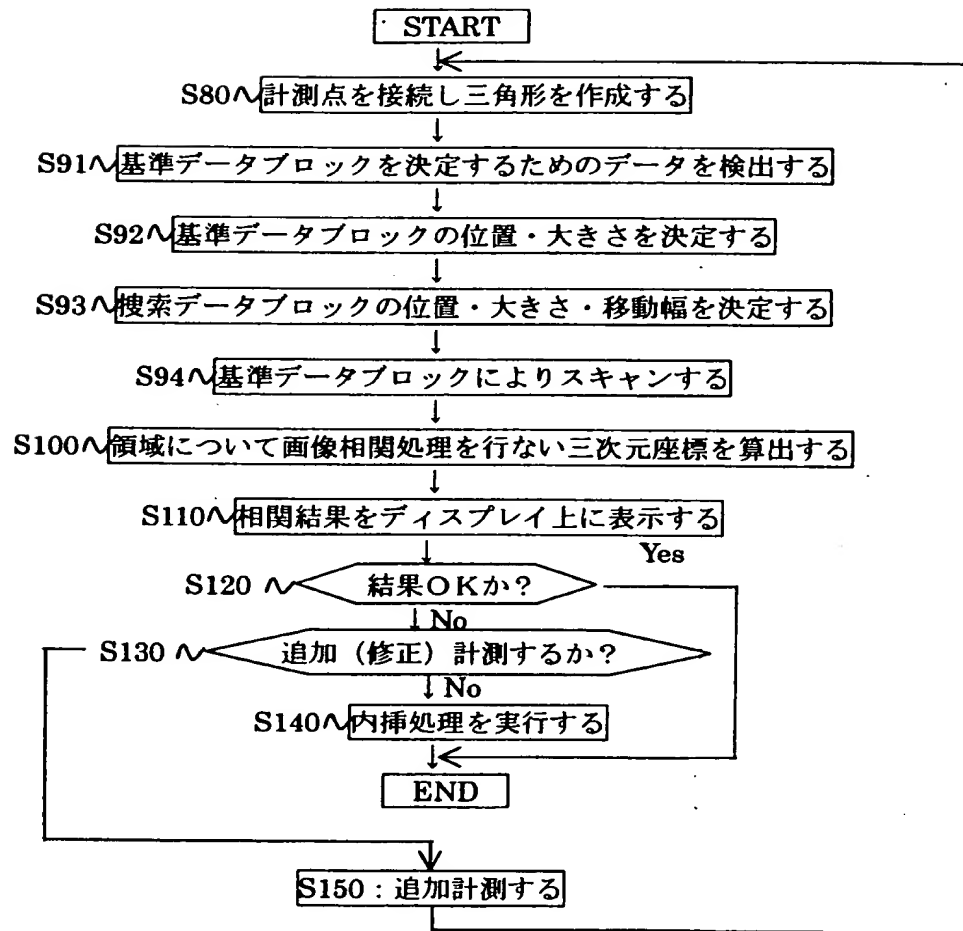 START
S80 計測点を接続し三角形を作成する
S91 基準データブロックを決定するためのデータを検出する
S92 基準データブロックの位置・大きさを決定する
S93 捜索データブロックの位置・大きさ・移動幅を決定する
S94 基準データブロックによりスキャンする
S100 領域について画像相関処理を行ない三次元座標を算出する
S110 相関結果をディスプレイ上に表示する
Yes
S120 結果OKか?
No
S130 追加(修正)計測するか?
No
S140 内挿処理を実行する
END
S150:追加計測する